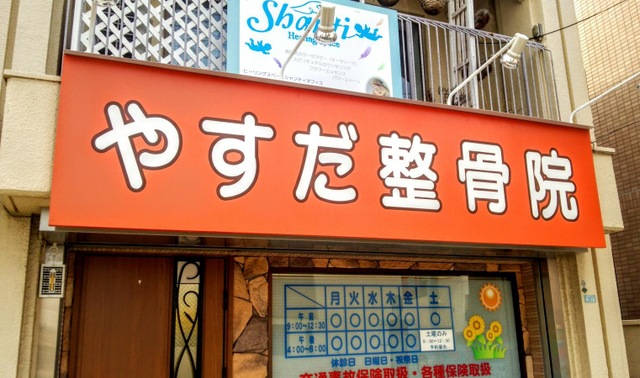 Shanti
Healing Space
やすだ整骨院
月 火 水 木 金 土
午前 9:00〜12:30 ○ ○ ○ ○ ○ ○
午後 4:00〜8:00 ○ ○ ○ ○ ○
土曜のみ
休診日 日曜日・祝祭日
交通事故保険取扱・各種保険取扱